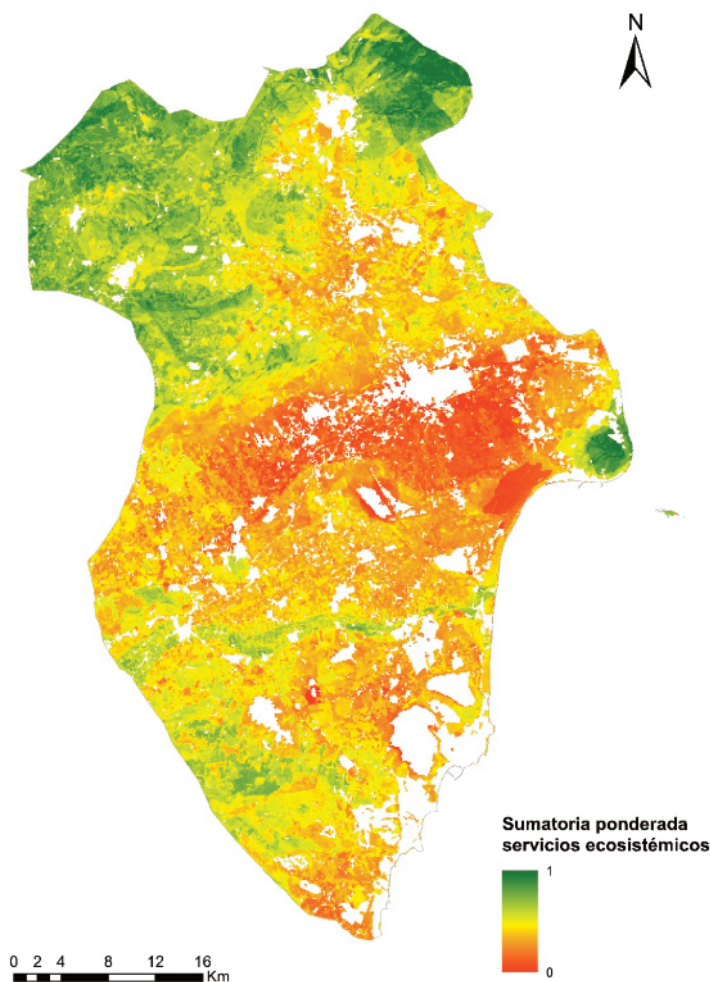 N
Sumatoria ponderada
servicios ecosistémicos
1
0
0 2 4 8 12 16
Km